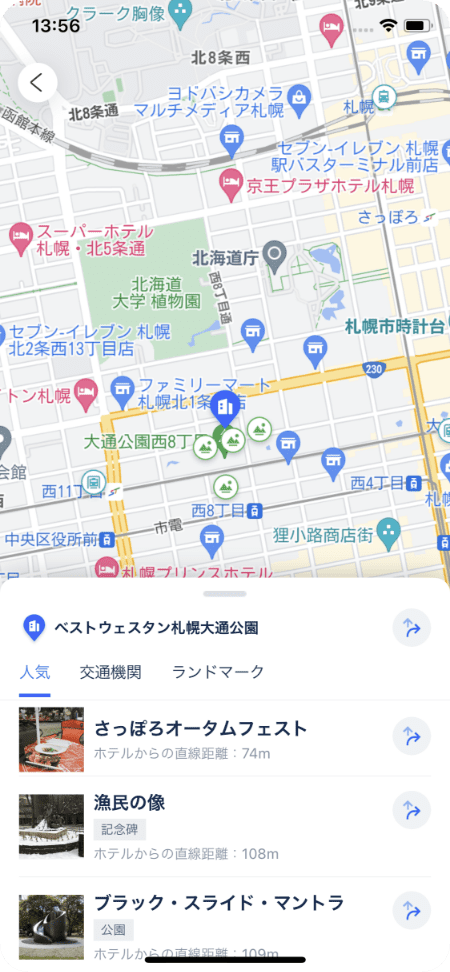 13:56
クラーク胸像
北8条西
ヨドバシカメラ
マルチメディア札幌
札幌
北8条通
函館本線
セブン-イレブン 札幌
駅バスターミナル前店
京王プラザホテル札幌
さっぽろ
スーパーホテル
札幌・北5条通
北海道庁
北海道
大学 植物園
西8丁目通
札幌市時計台
セブン-イレブン 札幌
北2条西13丁目店
230
ファミリーマート
札幌北1条
店
イトン札幌
大通公園西8丁
会館
西11丁目
西4丁目
西8丁目
市電
中央区役所前
狸小路商店街
札幌プリンスホテル
ベストウェスタン札幌大通公園
人気
交通機関
ランドマーク
さっぽろオータムフェスト
ホテルからの直線距離：74m
漁民の像
記念碑
ホテルからの直線距離：108m
ブラック・スライド・マントラ
公園
ホテルからの直線距離：109m